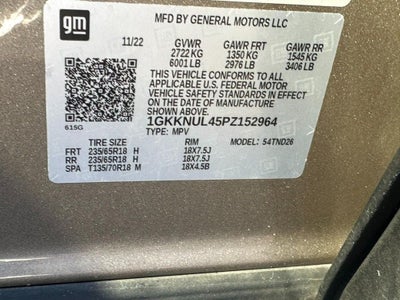 gm
MFD BY GENERAL MOTORS LLC
11/22 GVWR GAWR FRT GAWR RR
2722 KG 1350 KG 1545 KG
6001 LB 2976 LB 3406 LB
THIS VEHICLE CONFORMS TO ALL
APPLICABLE U.S. FEDERAL MOTOR
VEHICLE SAFETY STANDARDS IN
EFFECT ON THE DATE OF MANUFACTURE
SHOWN ABOVE.
1GKKNUL45PZ152964
615G TYPE: MPV
TIRE SIZE RIM MODEL: 54TND26
FRT 235/65R18 H 18X7.5J
RR 235/65R18 H 18X7.5J
SPA T135/70R18 M 18X4.5B